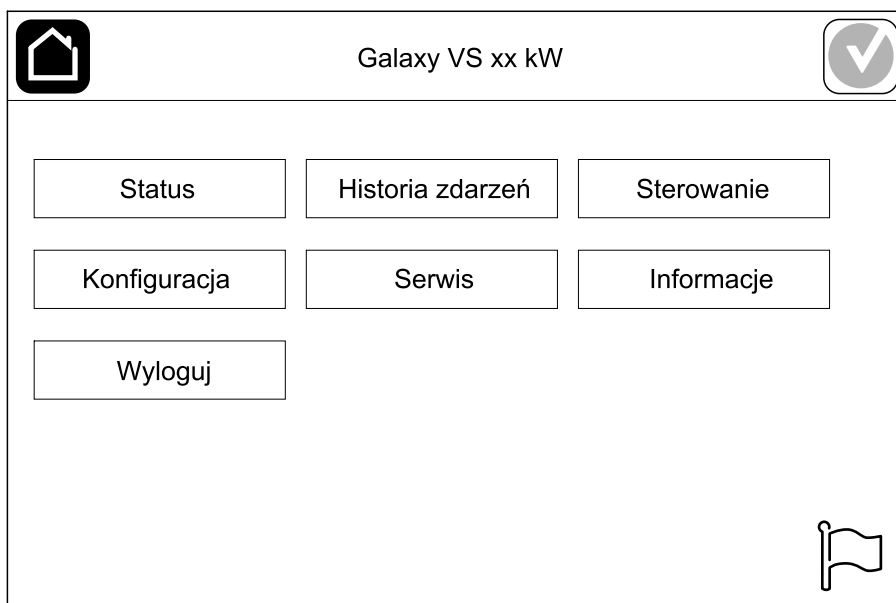 Galaxy VS xx kW
Status Historia zdarzeń Sterowanie
Konfiguracja Serwis Informacje
Wyloguj